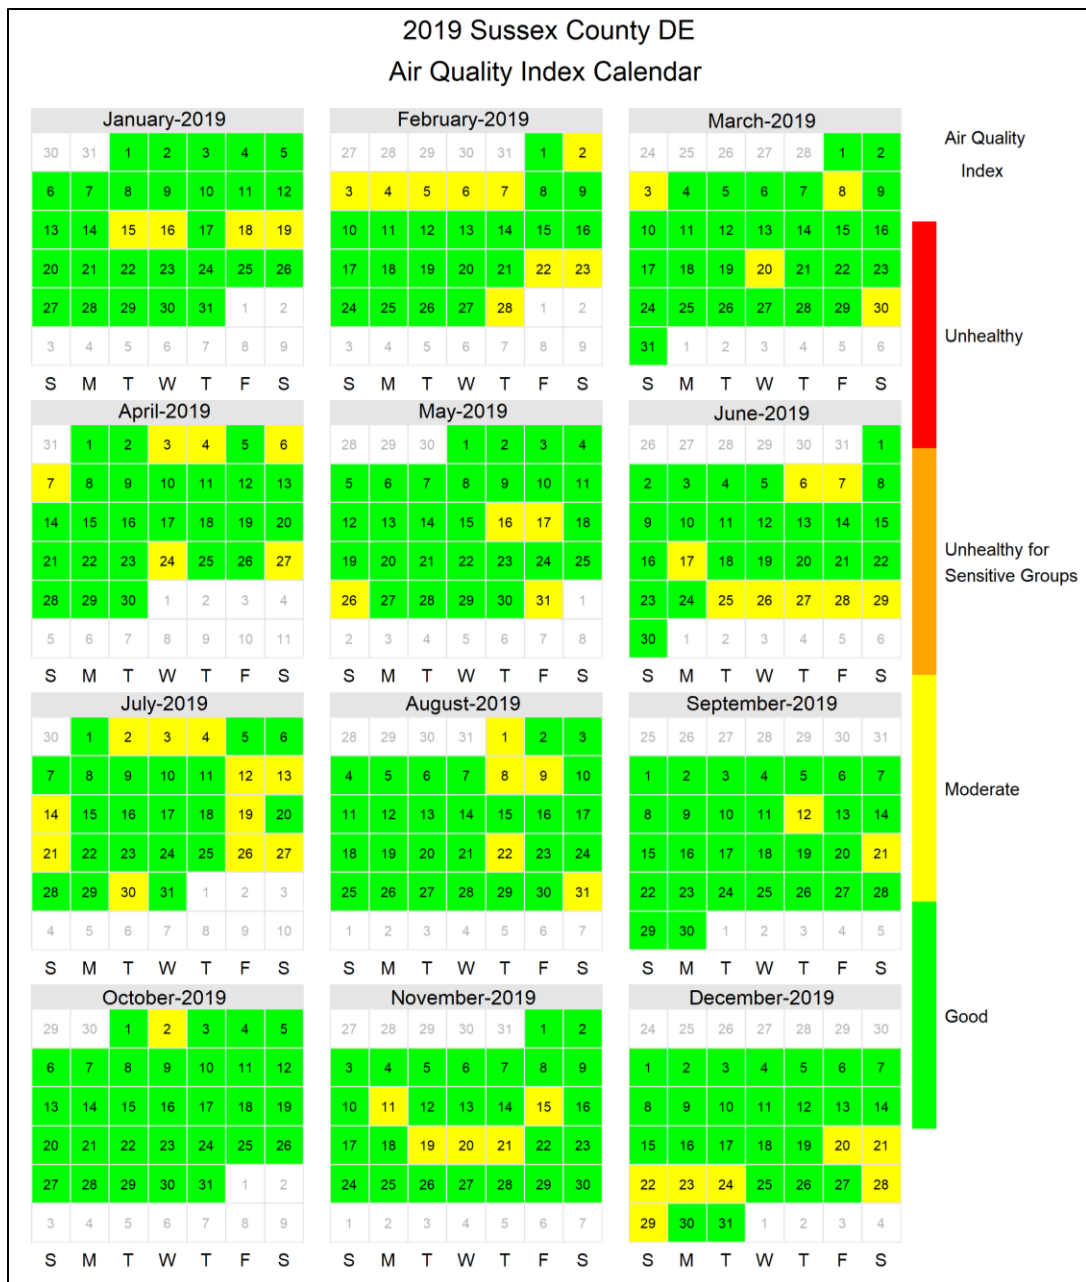 2019 Sussex County DE
Air Quality Index Calendar
January-2019
30 31 1 2 3 4 5
6 7 8 9 10 11 12
13 14 15 16 17 18 19
20 21 22 23 24 25 26
27 28 29 30 31 1 2
3 4 5 6 7 8 9
S M T W T F S
February-2019
27 28 29 30 31 1 2
3 4 5 6 7 8 9
10 11 12 13 14 15 16
17 18 19 20 21 22 23
24 25 26 27 28 1 2
3 4 5 6 7 8 9
S M T W T F S
March-2019
24 25 26 27 28 1 2
3 4 5 6 7 8 9
10 11 12 13 14 15 16
17 18 19 20 21 22 23
24 25 26 27 28 29 30
31 1 2 3 4 5 6
S M T W T F S
April-2019
31 1 2 3 4 5 6
7 8 9 10 11 12 13
14 15 16 17 18 19 20
21 22 23 24 25 26 27
28 29 30 1 2 3 4
5 6 7 8 9 10 11
S M T W T F S
May-2019
28 29 30 1 2 3 4
5 6 7 8 9 10 11
12 13 14 15 16 17 18
19 20 21 22 23 24 25
26 27 28 29 30 31 1
2 3 4 5 6 7 8
S M T W T F S
June-2019
26 27 28 29 30 31 1
2 3 4 5 6 7 8
9 10 11 12 13 14 15
16 17 18 19 20 21 22
23 24 25 26 27 28 29
30 1 2 3 4 5 6
S M T W T F S
July-2019
30 1 2 3 4 5 6
7 8 9 10 11 12 13
14 15 16 17 18 19 20
21 22 23 24 25 26 27
28 29 30 31 1 2 3
4 5 6 7 8 9 10
S M T W T F S
August-2019
28 29 30 31 1 2 3
4 5 6 7 8 9 10
11 12 13 14 15 16 17
18 19 20 21 22 23 24
25 26 27 28 29 30 31
1 2 3 4 5 6 7
S M T W T F S
September-2019
25 26 27 28 29 30 31
1 2 3 4 5 6 7
8 9 10 11 12 13 14
15 16 17 18 19 20 21
22 23 24 25 26 27 28
29 30 1 2 3 4 5
S M T W T F S
October-2019
29 30 1 2 3 4 5
6 7 8 9 10 11 12
13 14 15 16 17 18 19
20 21 22 23 24 25 26
27 28 29 30 31 1 2
3 4 5 6 7 8 9
S M T W T F S
November-2019
27 28 29 30 31 1 2
3 4 5 6 7 8 9
10 11 12 13 14 15 16
17 18 19 20 21 22 23
24 25 26 27 28 29 30
1 2 3 4 5 6 7
S M T W T F S
December-2019
24 25 26 27 28 29 30
1 2 3 4 5 6 7
8 9 10 11 12 13 14
15 16 17 18 19 20 21
22 23 24 25 26 27 28
29 30 31 1 2 3 4
S M T W T F S
Air Quality
Index
Unhealthy
Unhealthy for
Sensitive Groups
Moderate
Good